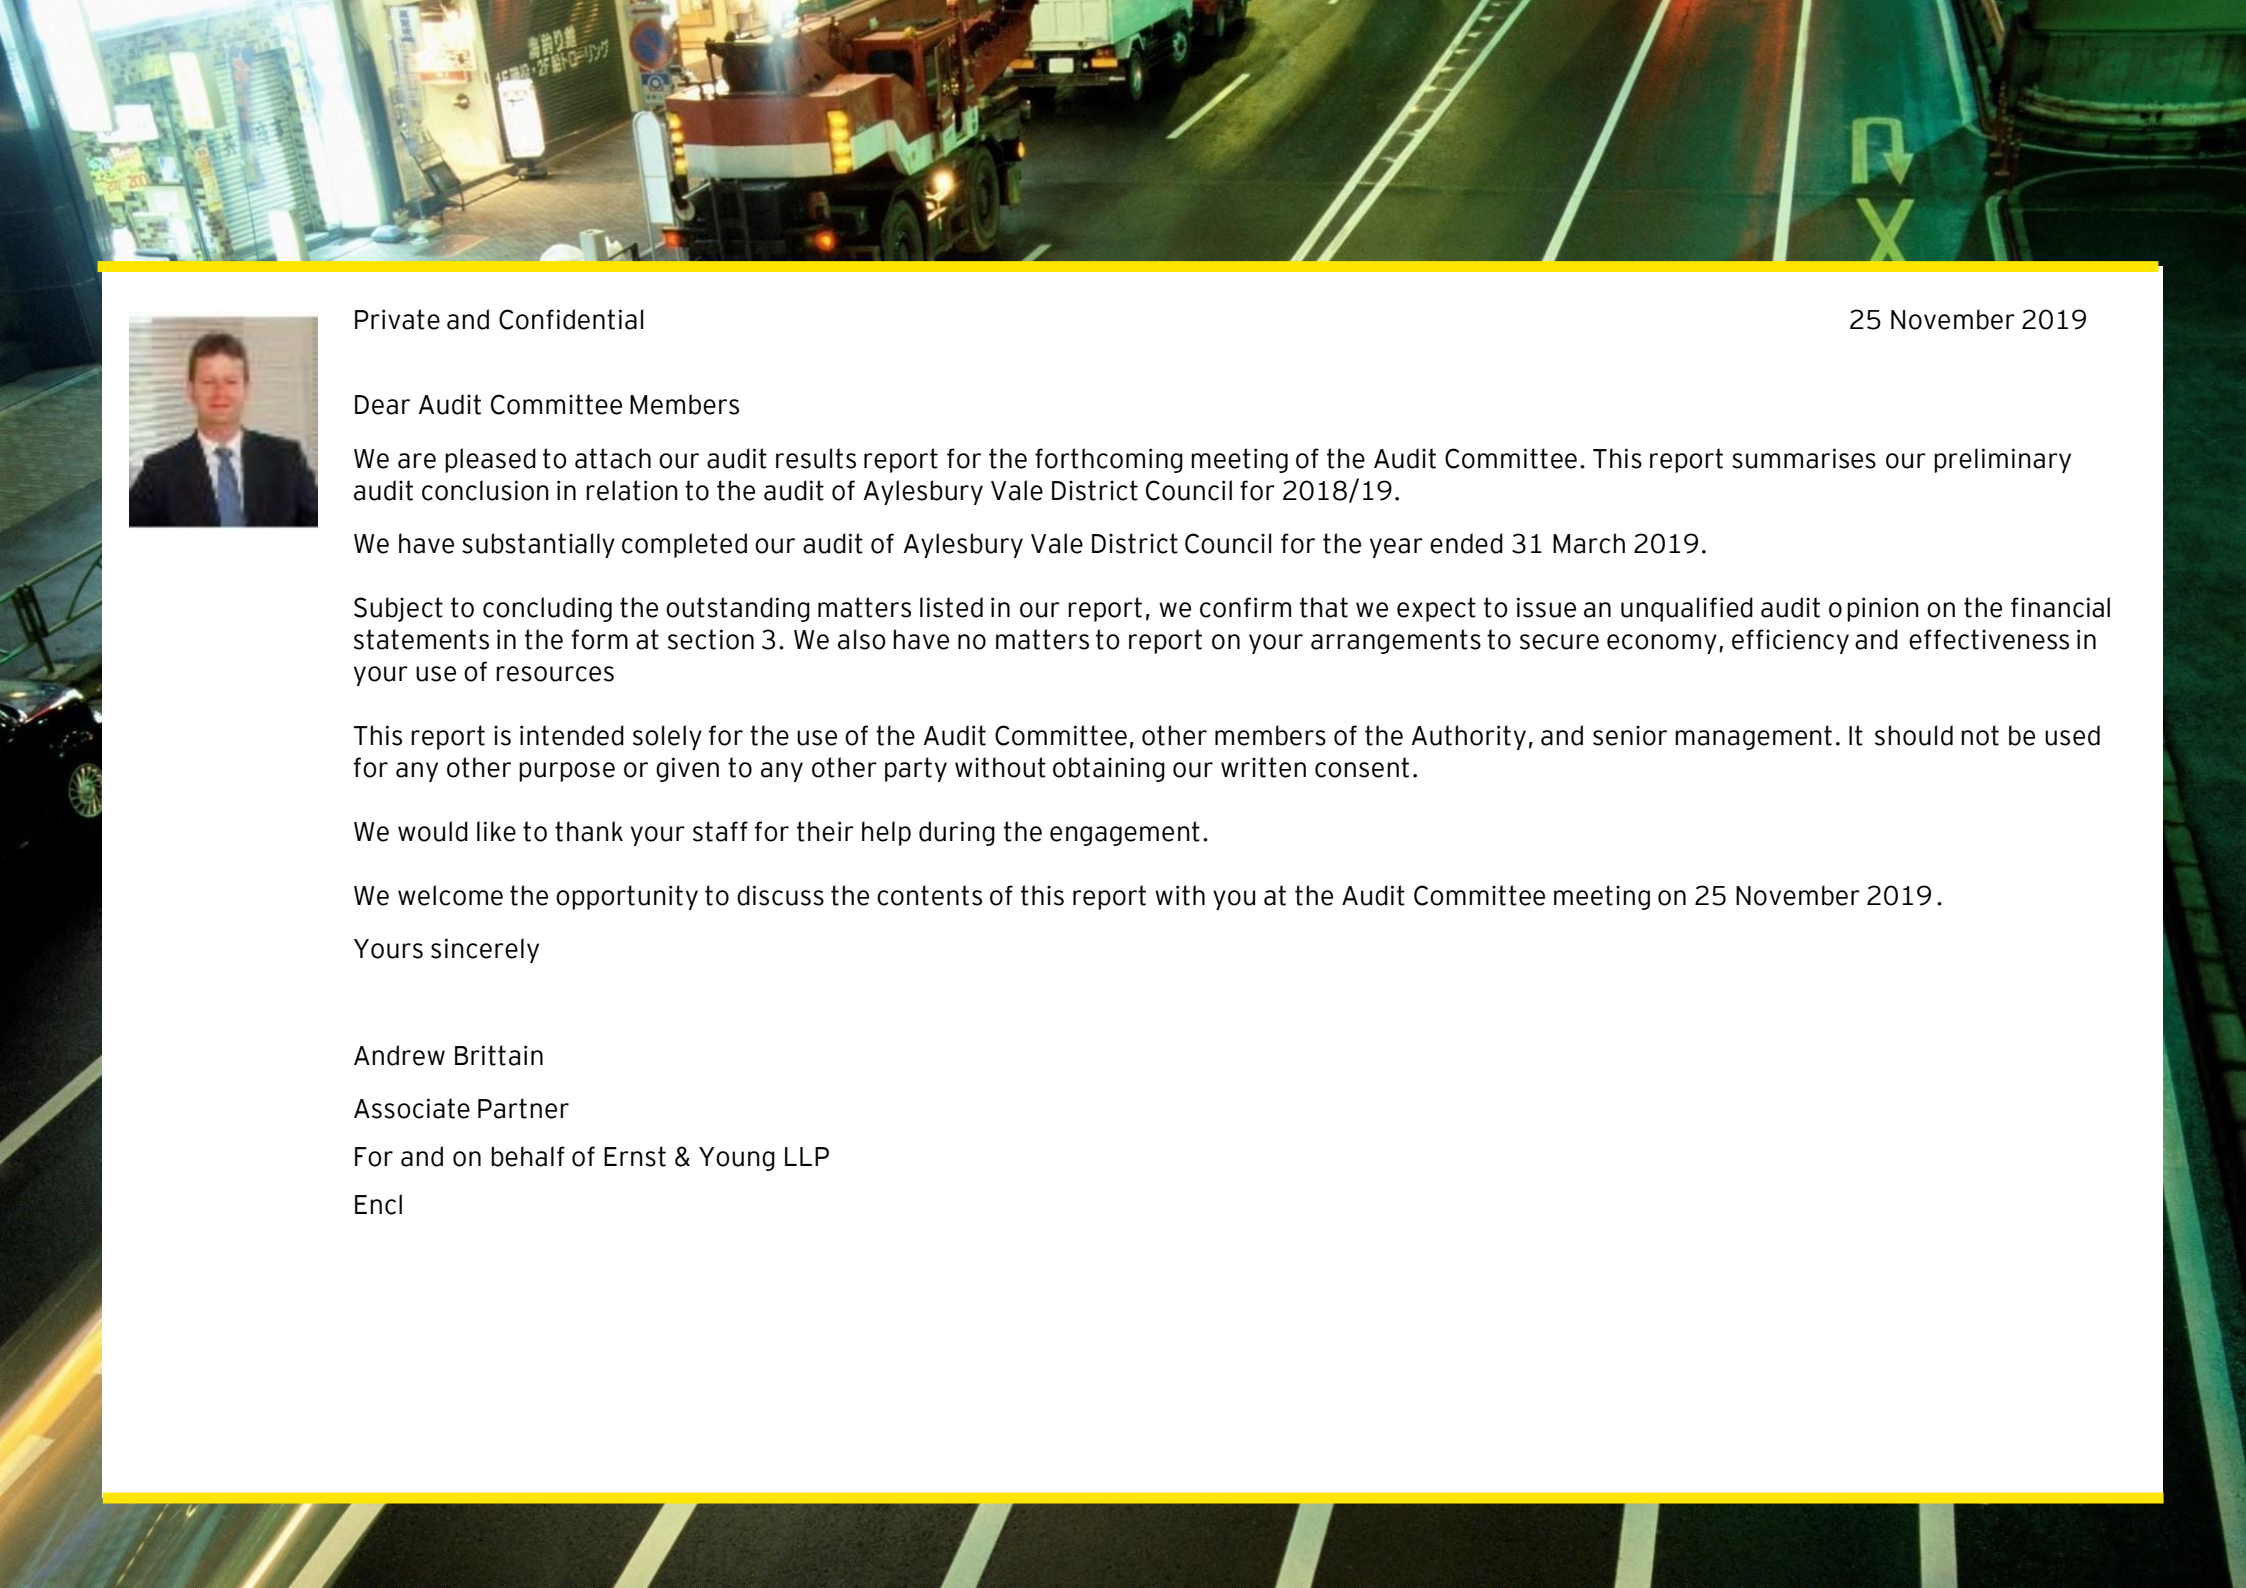 海釣り館
Private and Confidential
25 November 2019
Dear Audit Committee Members
We are pleased to attach our audit results report for the forthcoming meeting of the Audit Committee. This report summarises our preliminary
audit conclusion in relation to the audit of Aylesbury Vale District Council for 2018/19.
We have substantially completed our audit of Aylesbury Vale District Council for the year ended 31 March 2019.
Subject to concluding the outstanding matters listed in our report, we confirm that we expect to issue an unqualified audit opinion on the financial
statements in the form at section 3. We also have no matters to report on your arrangements to secure economy, efficiency and effectiveness in
your use of resources
This report is intended solely for the use of the Audit Committee, other members of the Authority, and senior management. It should not be used
for any other purpose or given to any other party without obtaining our written consent.
We would like to thank your staff for their help during the engagement.
We welcome the opportunity to discuss the contents of this report with you at the Audit Committee meeting on 25 November 2019.
Yours sincerely
Andrew Brittain
Associate Partner
For and on behalf of Ernst & Young LLP
Encl